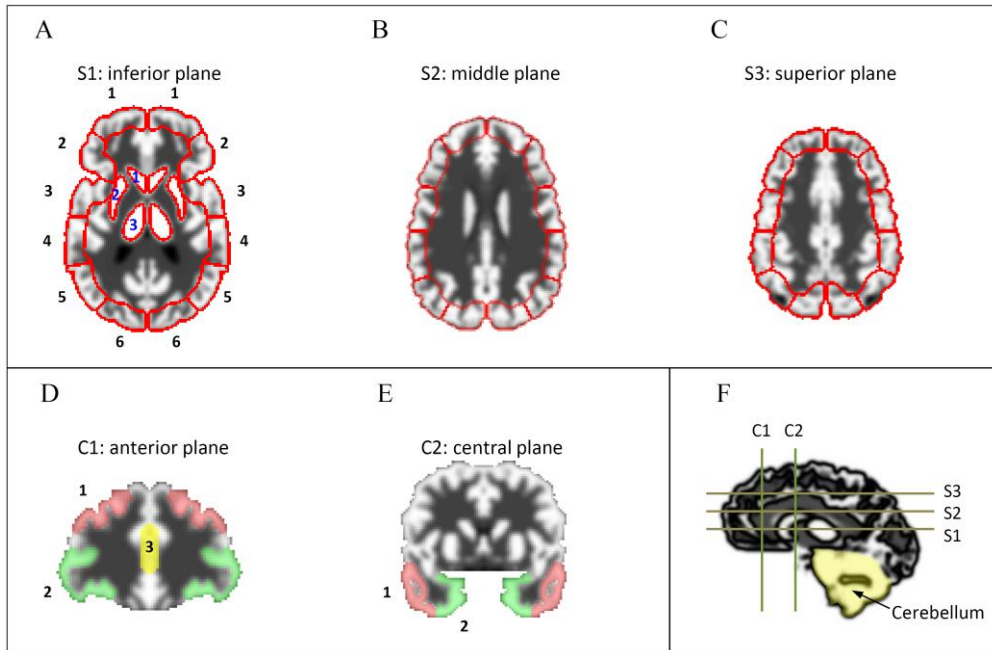 A
B
C
S1: inferior plane
S2: middle plane
S3: superior plane
1 1
2 2
3 3
4 4
5 5
6 6
1
2
3
D
E
F
C1: anterior plane
C2: central plane
1
2
3
1
2
C1 C2
S3
S2
S1
Cerebellum